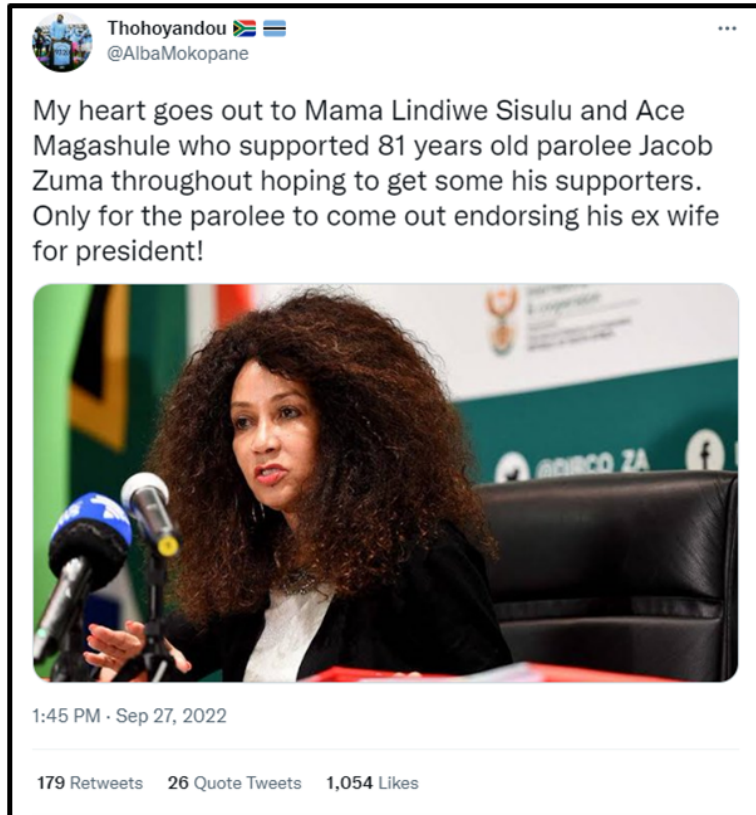 Thohoyandou
@AlbaMokopane
My heart goes out to Mama Lindiwe Sisulu and Ace
Magashule who supported 81 years old parolee Jacob
Zuma throughout hoping to get some his supporters.
Only for the parolee to come out endorsing his ex wife
for president!
@DIRCO_ZA
1:45 PM · Sep 27, 2022
179 Retweets 26 Quote Tweets 1,054 Likes